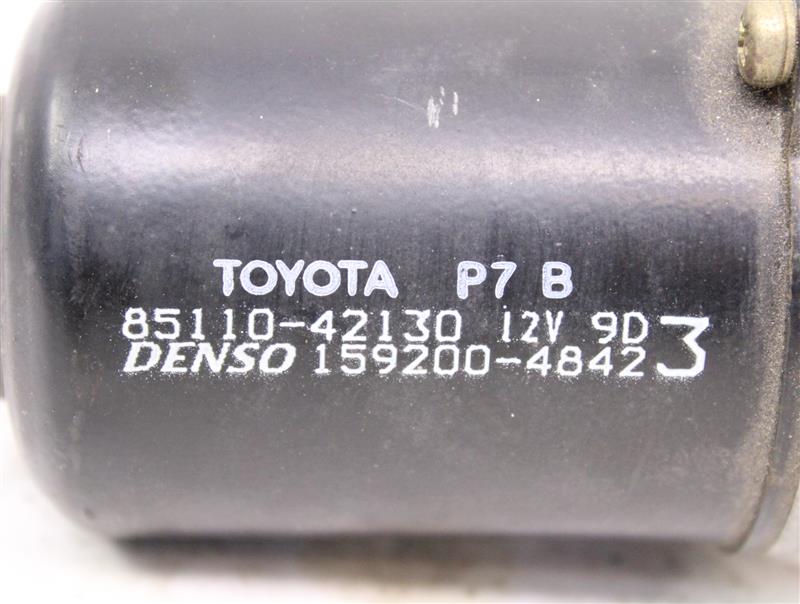 TOYOTA P7 B
85110-42130 12V 9D
DENSO 159200-4842 3